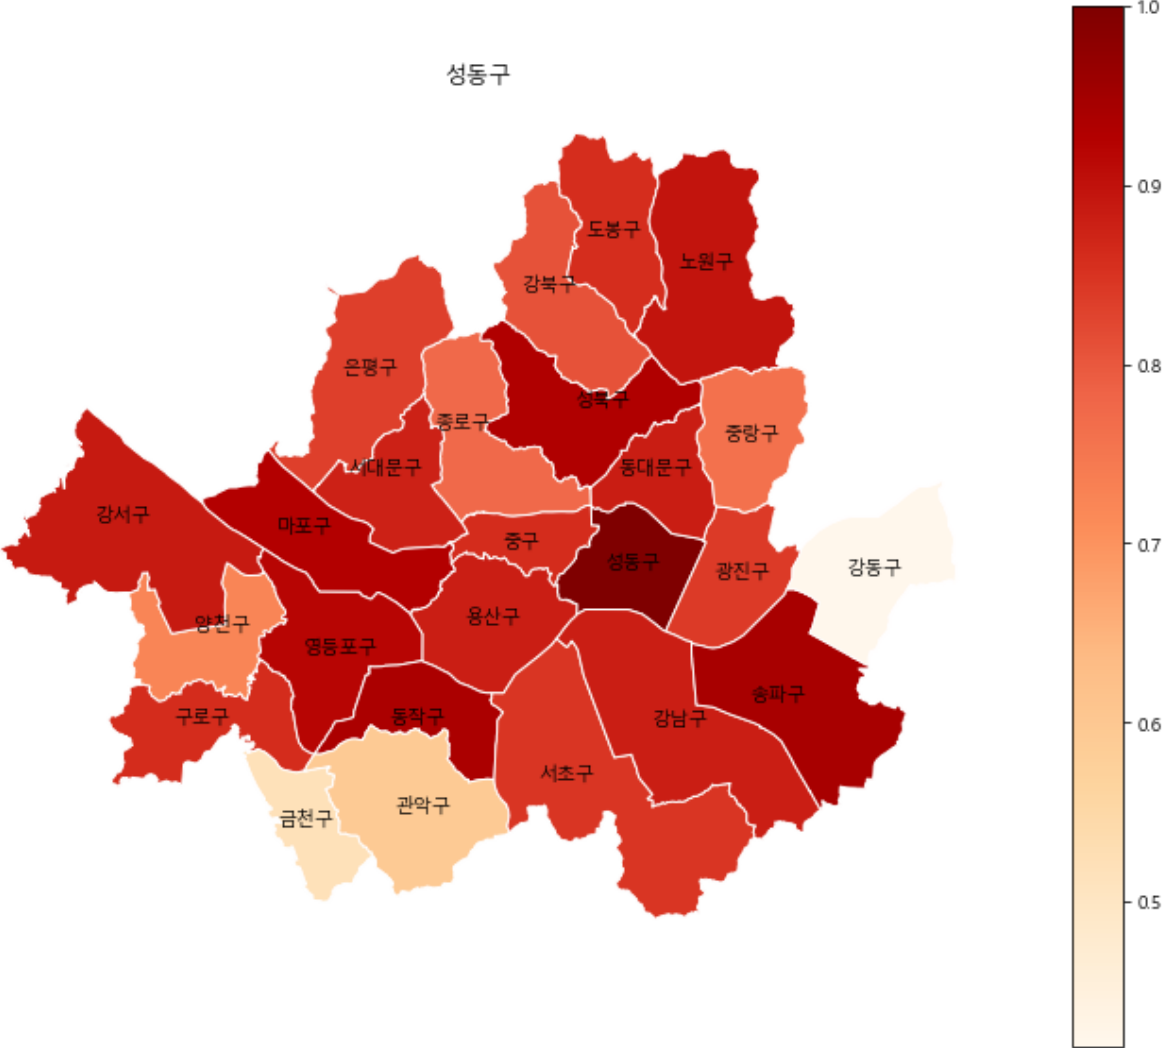 성동구
1.0
0.9
0.8
0.7
0.6
0.5
도봉구
노원구
강북구
은평구
성북구
종로구
중랑구
서대문구
동대문구
강서구
마포구
중구
성동구
광진구
강동구
양천구
용산구
영등포구
송파구
구로구
동작구
강남구
서초구
관악구
금천구